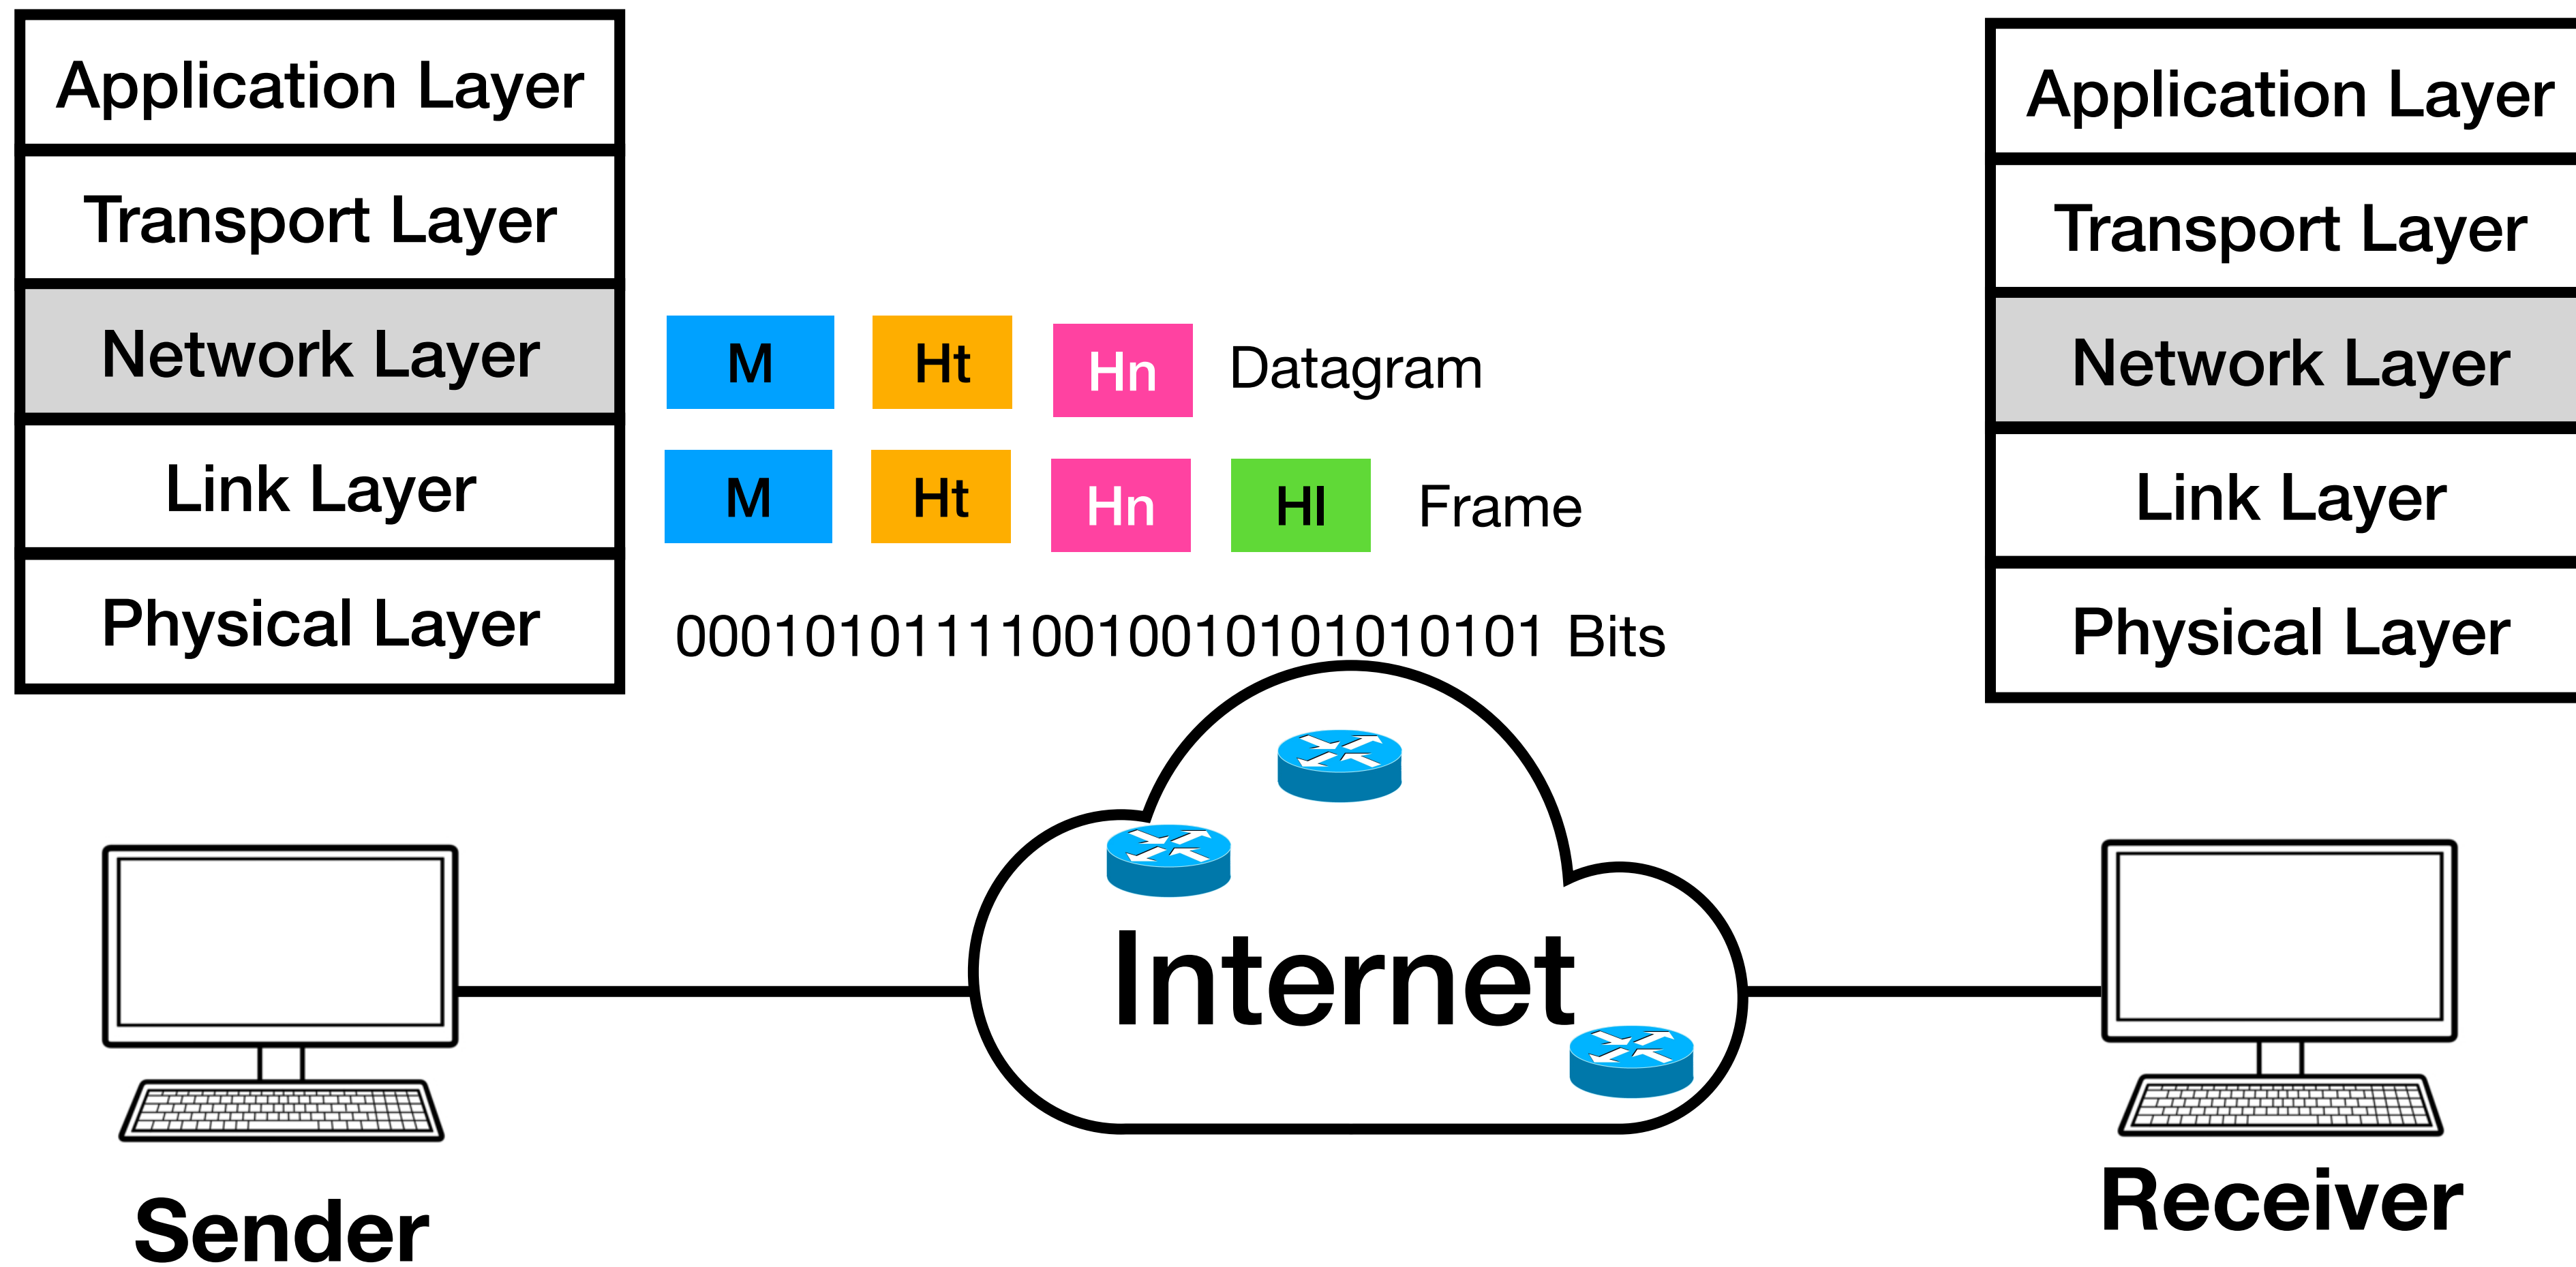 Application Layer
Transport Layer
Network Layer
Link Layer
Physical Layer
M Ht Hn Datagram
M Ht Hn Hl Frame
000101011111001001010101010101 Bits
Application Layer
Transport Layer
Network Layer
Link Layer
Physical Layer
Internet
Sender
Receiver